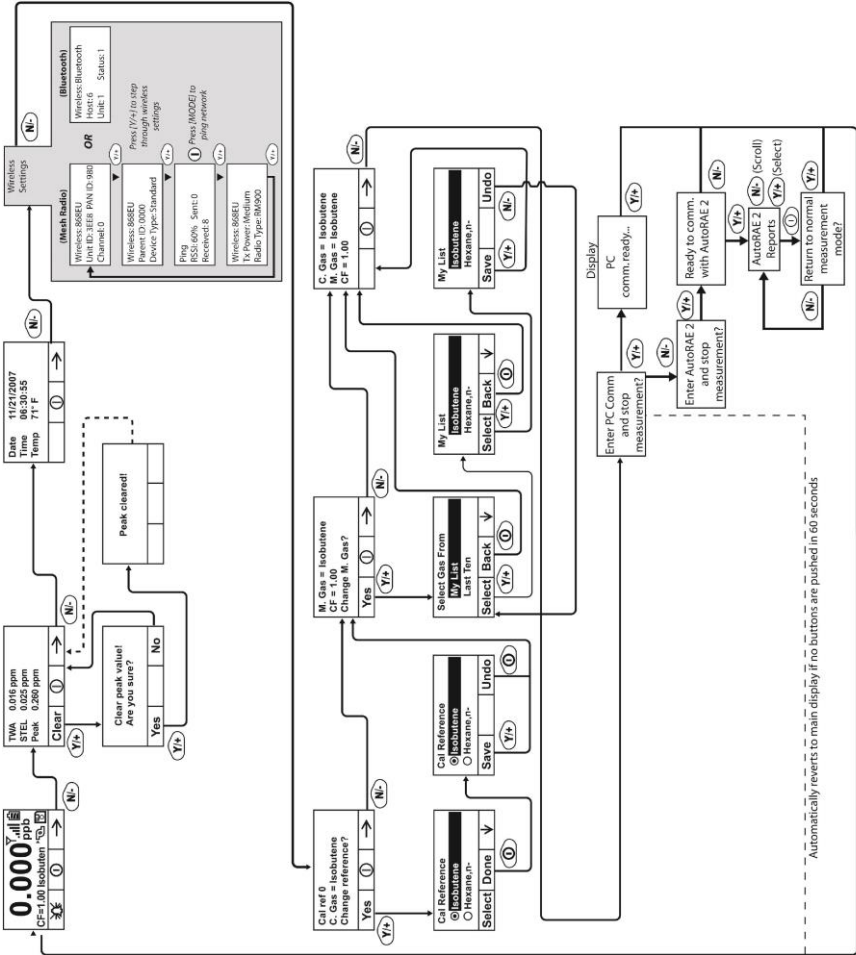 0.000 ppb
CF=1.00 Isobuten
N/-
TWA 0.016 ppm
STEL 0.025 ppm
Peak 0.260 ppm
Clear
Y/+
N/-
Clear peak value!
Are you sure?
Yes No
Y/+
Peak cleared!
Date 11/21/2007
Time 06:30:55
Temp 71° F
N/-
Wireless
Settings
N/-
(Mesh Radio)
Wireless: 868EU
Unit ID: 3EE8 PAN ID: 980
Channel: 0
Y/+
OR
(Bluetooth)
Wireless: Bluetooth
Host: 6
Unit: 1 Status: 1
Wireless: 868EU
Parent ID: 0000
Device Type: Standard
Y/+
Press [Y/+] to step
through wireless
settings
Ping
RSSI: 60% Sent: 0
Received: 8
Y/+
Press [MODE] to
ping network
Wireless: 868EU
Tx Power: Medium
Radio Type: RM900
Y/+
Cal ref 0
C. Gas = Isobutene
Change reference?
Yes
Y/+
N/-
Cal Reference
Isobutene
Hexane,n-
Select Done
Cal Reference
Isobutene
Hexane,n-
Save Undo
Y/+
M. Gas = Isobutene
CF = 1.00
Change M. Gas?
Yes
Y/+
N/-
Select Gas From
My List
Last Ten
Select Back
Y/+
My List
Isobutene
Hexane,n-
Select Back
Y/+
My List
Isobutene
Hexane,n-
Save Undo
Y/+
N/-
C. Gas = Isobutene
M. Gas = Isobutene
CF = 1.00
N/-
Enter PC Comm
and stop
measurement?
Y/+
N/-
Display
PC
comm. ready...
Y/+
Enter AutoRAE 2
and stop
measurement?
Y/+
Ready to comm.
with AutoRAE 2
N/-
Y/+
AutoRAE 2
Reports
N/- (Scroll)
Y/+ (Select)
Return to normal
measurement
mode?
N/-
Y/+
Automatically reverts to main display if no buttons are pushed in 60 seconds